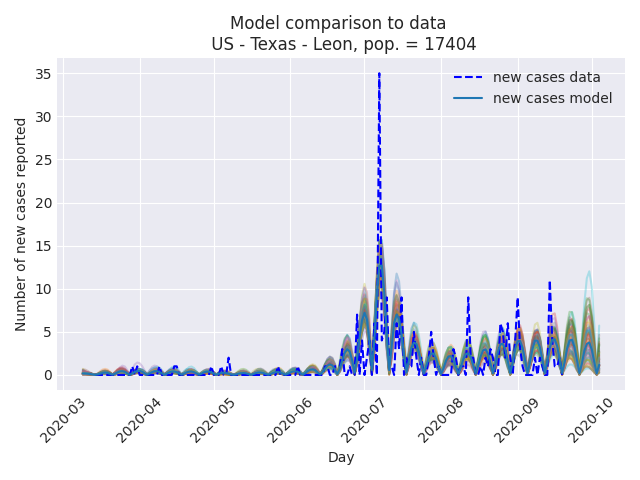 Model comparison to data
US - Texas - Leon, pop. = 17404
new cases data
new cases model
Number of new cases reported
35
30
25
20
15
10
5
0
2020-03
2020-04
2020-05
2020-06
2020-07
2020-08
2020-09
2020-10
Day